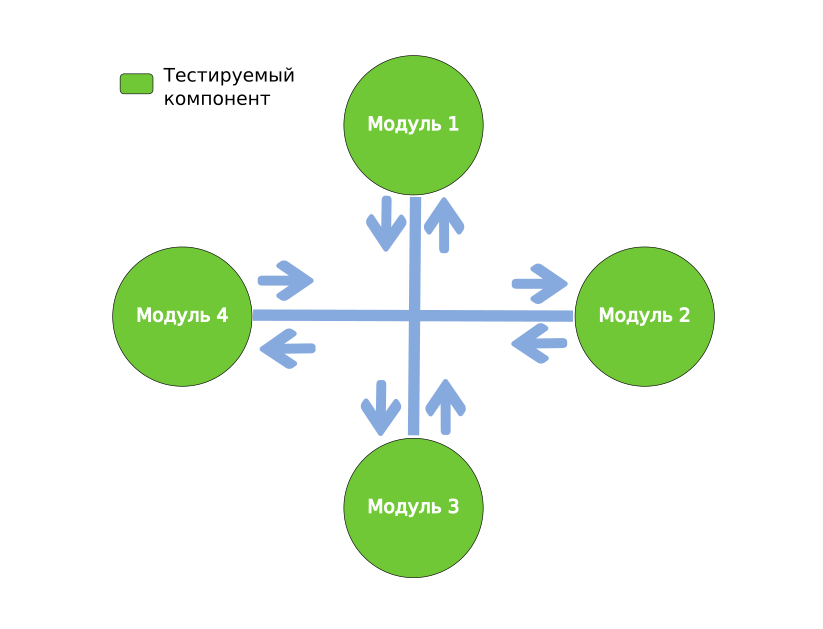 Тестируемый
компонент
Модуль 1
Модуль 4
Модуль 2
Модуль 3